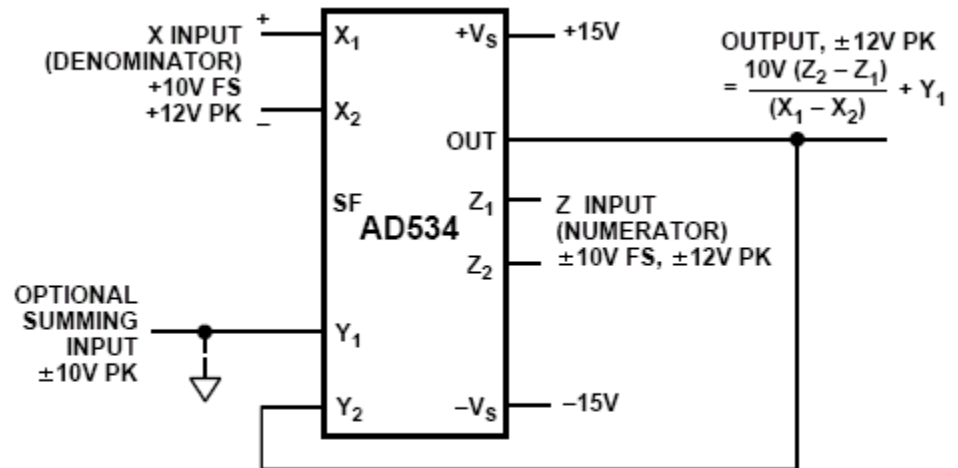 X INPUT
(DENOMINATOR)
+10V FS
+12V PK
+
–
X₁
X₂
SF
AD534
Y₁
Y₂
+Vₛ
OUT
Z₁
Z₂
–Vₛ
+15V
OUTPUT, ±12V PK
= 10V (Z₂ – Z₁) / (X₁ – X₂) + Y₁
Z INPUT
(NUMERATOR)
±10V FS, ±12V PK
OPTIONAL
SUMMING
INPUT
±10V PK
–15V